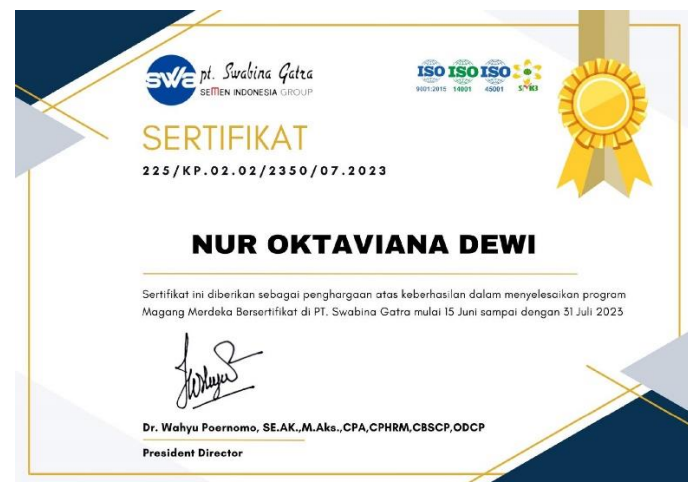 swa pt. Swabina Gatra
SEMEN INDONESIA GROUP
ISO ISO ISO
9001:2015 14001 45001 SMK3
SERTIFIKAT
225/KP.02.02/2350/07.2023
NUR OKTAVIANA DEWI
Sertifikat ini diberikan sebagai penghargaan atas keberhasilan dalam menyelesaikan program
Magang Merdeka Bersertifikat di PT. Swabina Gatra mulai 15 Juni sampai dengan 31 Juli 2023
Dr. Wahyu Poernomo, SE.AK.,M.Aks.,CPA,CPHRM,CBSCP,ODCP
President Director